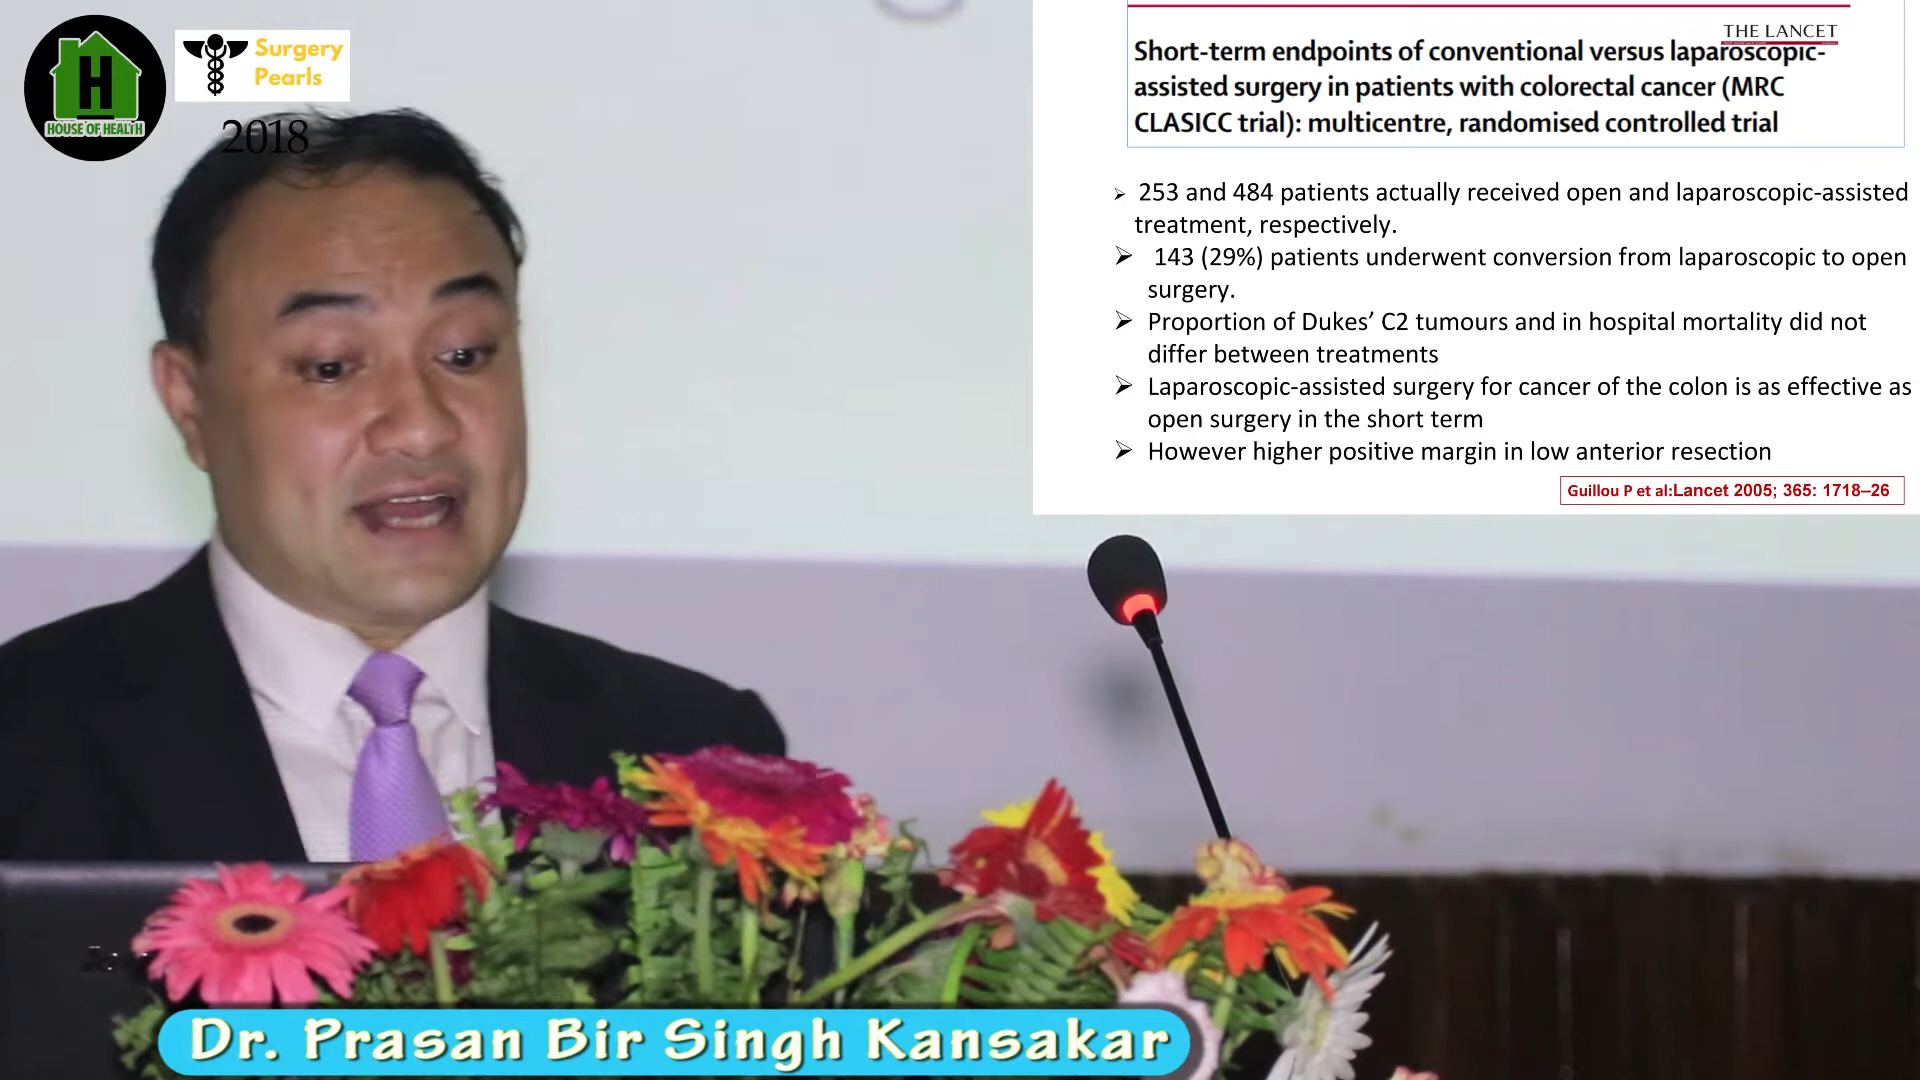 H
HOUSE OF HEALTH
Surgery
Pearls
2018
THE LANCET
Short-term endpoints of conventional versus laparoscopic-
assisted surgery in patients with colorectal cancer (MRC
CLASICC trial): multicentre, randomised controlled trial
➢ 253 and 484 patients actually received open and laparoscopic-assisted
treatment, respectively.
➢ 143 (29%) patients underwent conversion from laparoscopic to open
surgery.
➢ Proportion of Dukes’ C2 tumours and in hospital mortality did not
differ between treatments
➢ Laparoscopic-assisted surgery for cancer of the colon is as effective as
open surgery in the short term
➢ However higher positive margin in low anterior resection
Guillou P et al:Lancet 2005; 365: 1718–26
Dr. Prasan Bir Singh Kansakar